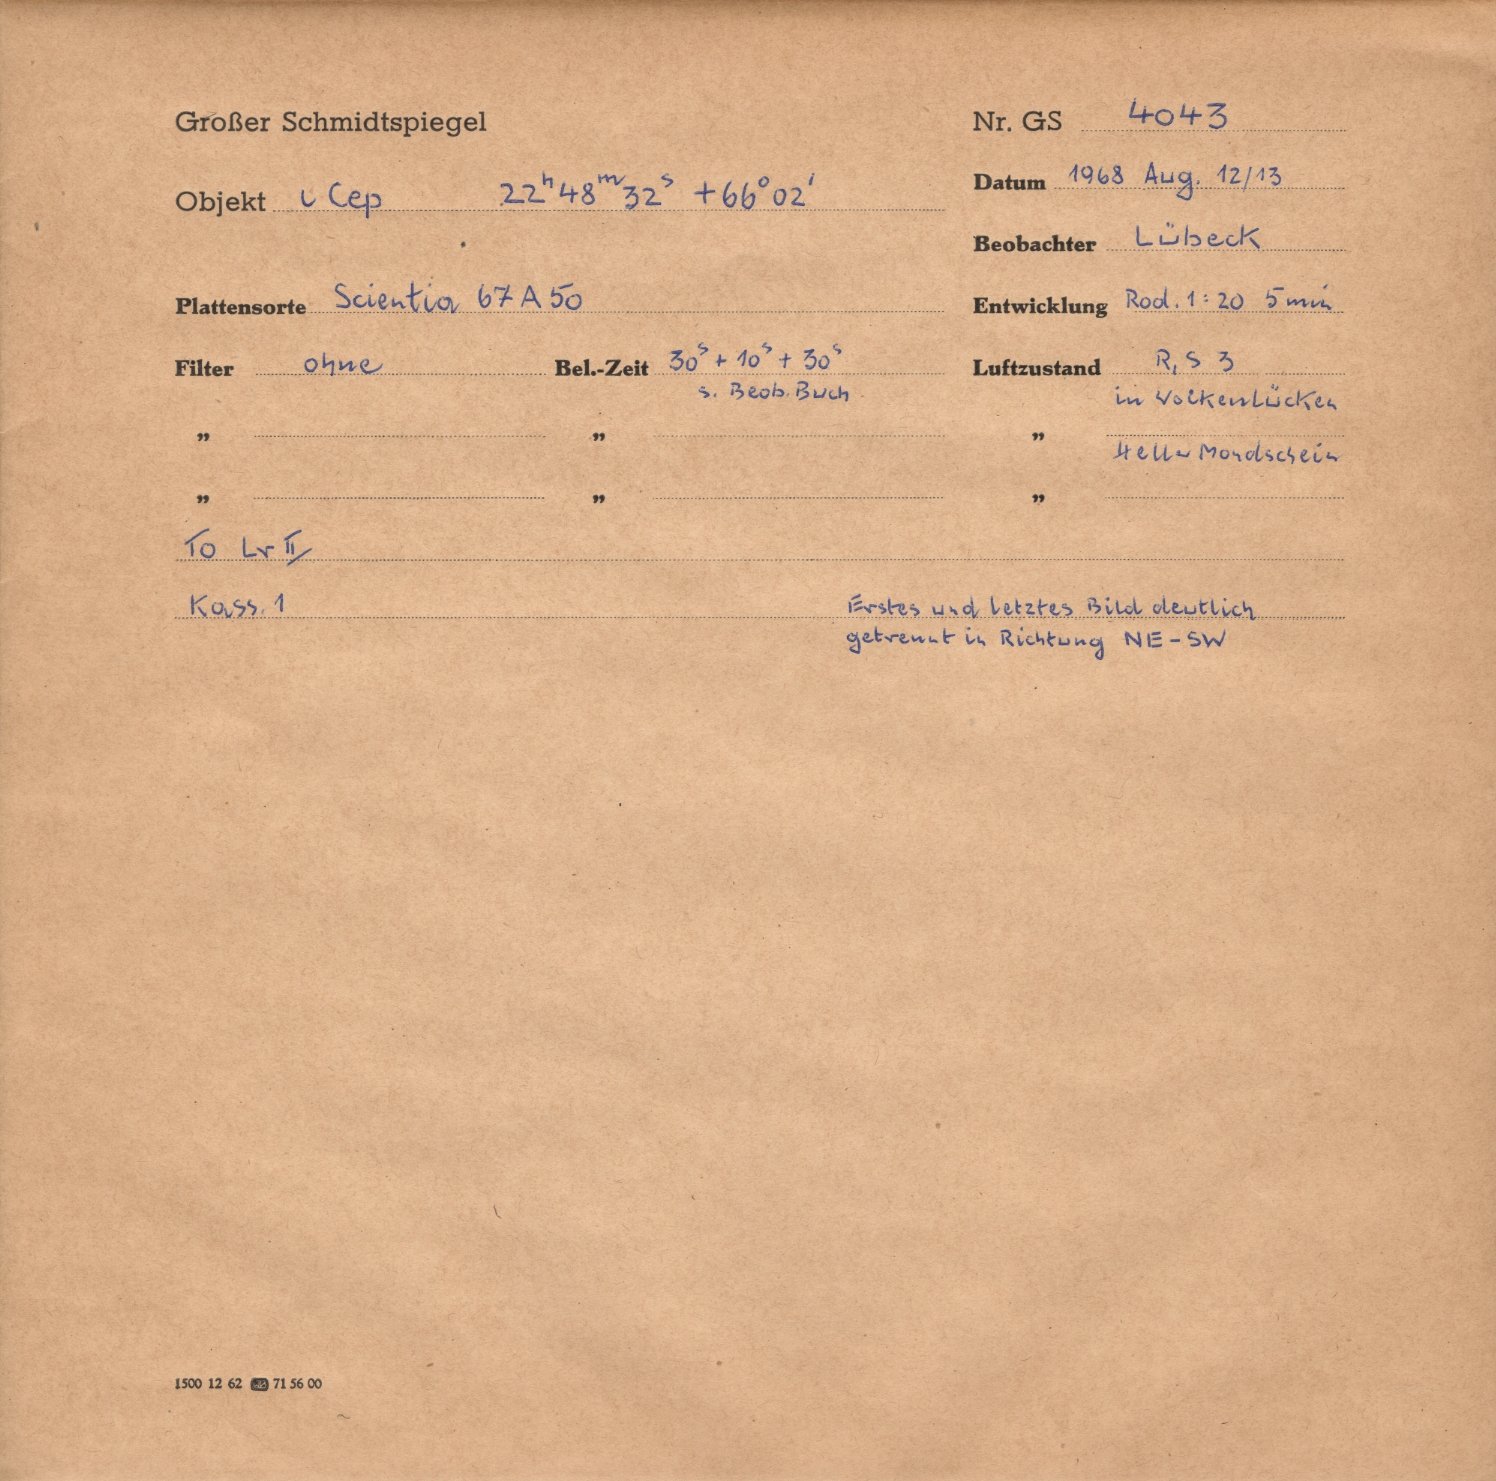 Großer Schmidtspiegel
Nr. GS 4043
Objekt ι Cep 22ʰ48ᵐ32ˢ +66°02'
Datum 1968 Aug. 12/13
Beobachter Lübeck
Plattensorte Scientia 67 A 50
Entwicklung Rod. 1:20 5 min
Filter ohne Bel.-Zeit 30ˢ + 10ˢ + 30ˢ Luftzustand R, S 3
s. Beob. Buch in Wolkenlücken
„ „ „
Heller Mondschein
„ „ „
To Lr II
Kass. 1 Erstes und letztes Bild deutlich
getrennt in Richtung NE-SW
1500 12 62 71 56 00